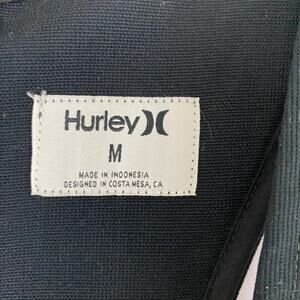 Hurley
M
MADE IN INDONESIA
DESIGNED IN COSTA MESA, CA